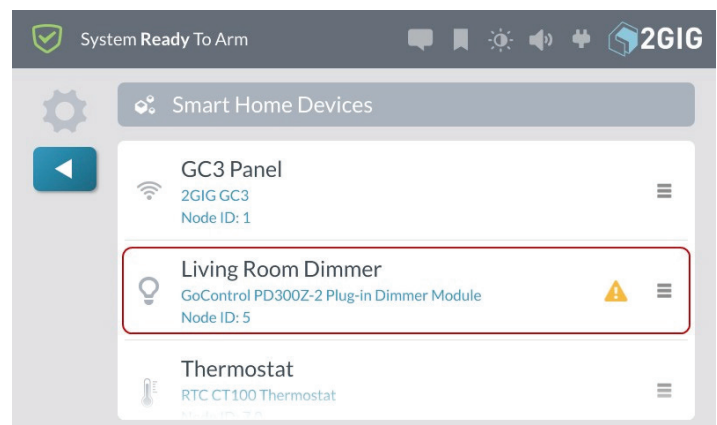 System Ready To Arm
2GIG
Smart Home Devices
GC3 Panel
2GIG GC3
Node ID: 1
Living Room Dimmer
GoControl PD300Z-2 Plug-in Dimmer Module
Node ID: 5
Thermostat
RTC CT100 Thermostat